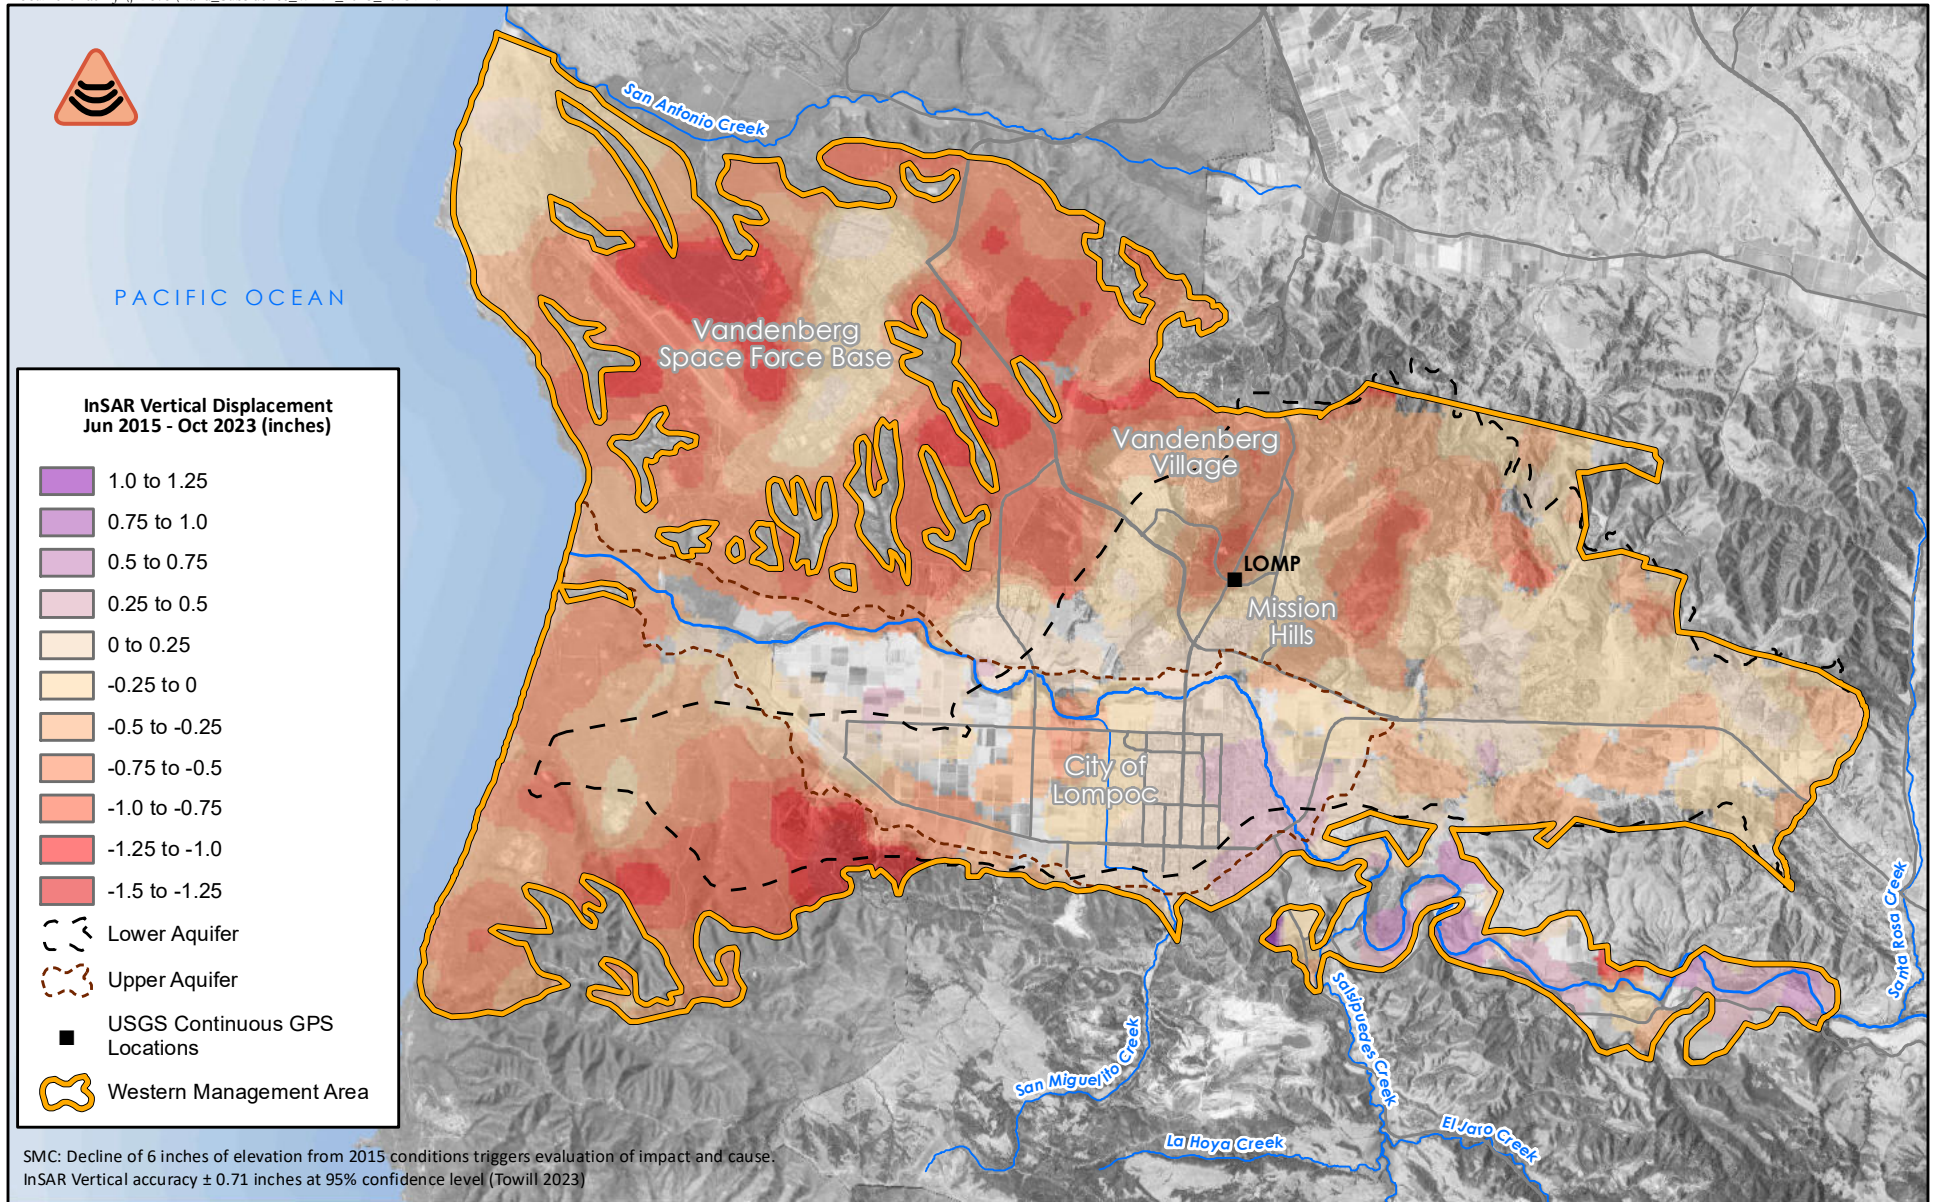 San Antonio Creek
PACIFIC OCEAN
Vandenberg
Space Force Base
Vandenberg
Village
LOMP
Mission
Hills
City of
Lompoc
Santa Rosa Creek
Salsipuedes Creek
San Miguelito Creek
La Hoya Creek
El Jaro Creek
InSAR Vertical Displacement
Jun 2015 - Oct 2023 (inches)
1.0 to 1.25
0.75 to 1.0
0.5 to 0.75
0.25 to 0.5
0 to 0.25
-0.25 to 0
-0.5 to -0.25
-0.75 to -0.5
-1.0 to -0.75
-1.25 to -1.0
-1.5 to -1.25
Lower Aquifer
Upper Aquifer
USGS Continuous GPS
Locations
Western Management Area
SMC: Decline of 6 inches of elevation from 2015 conditions triggers evaluation of impact and cause.
InSAR Vertical accuracy ± 0.71 inches at 95% confidence level (Towill 2023)